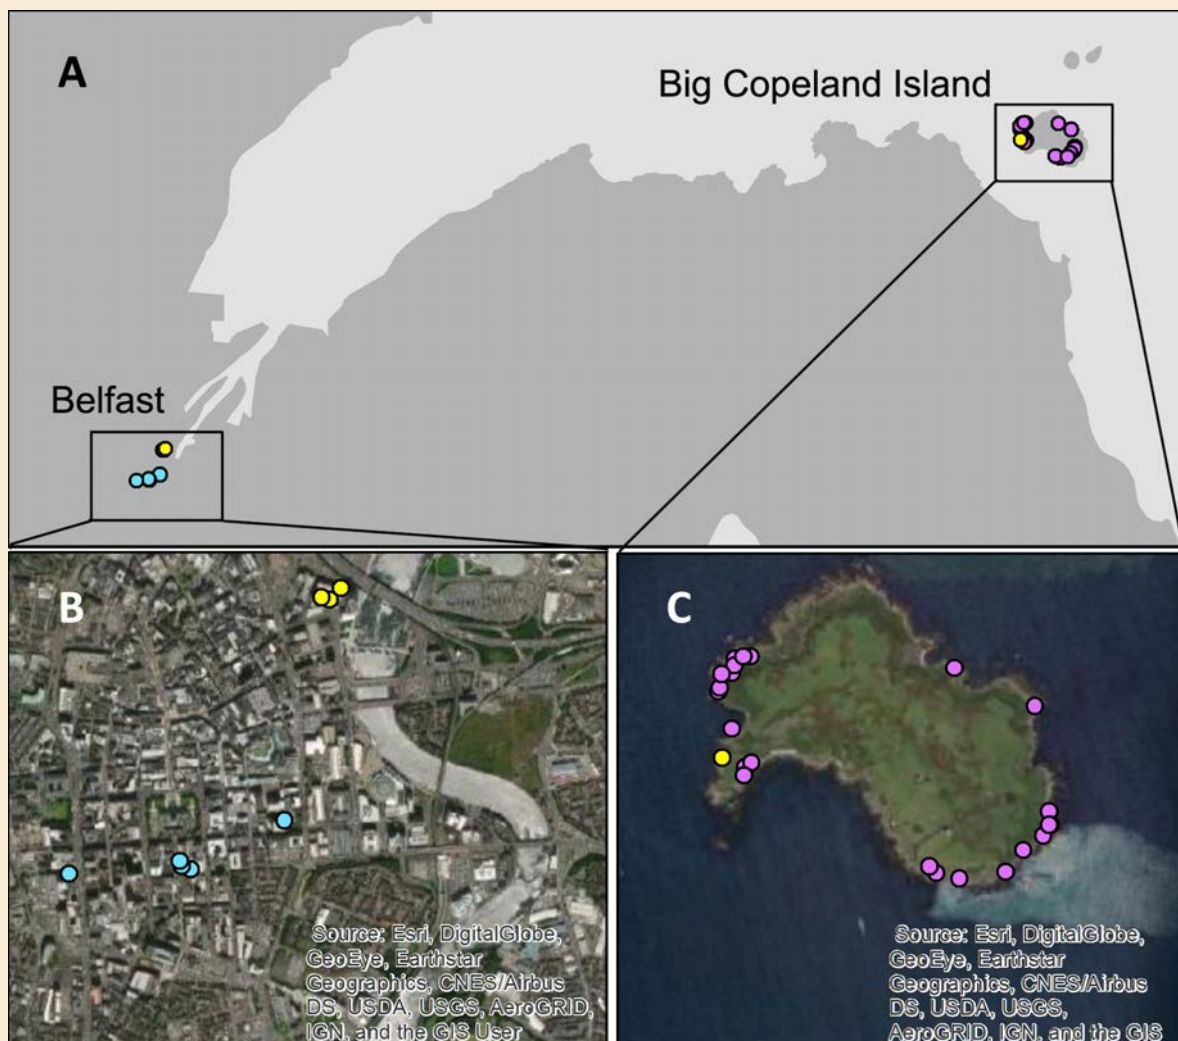 A
Big Copeland Island
Belfast
B
Source: Esri, DigitalGlobe,
GeoEye, Earthstar
Geographics, CNES/Airbus
DS, USDA, USGS, AeroGRID,
IGN, and the GIS User
C
Source: Esri, DigitalGlobe,
GeoEye, Earthstar
Geographics, CNES/Airbus
DS, USDA, USGS,
AeroGRID, IGN, and the GIS